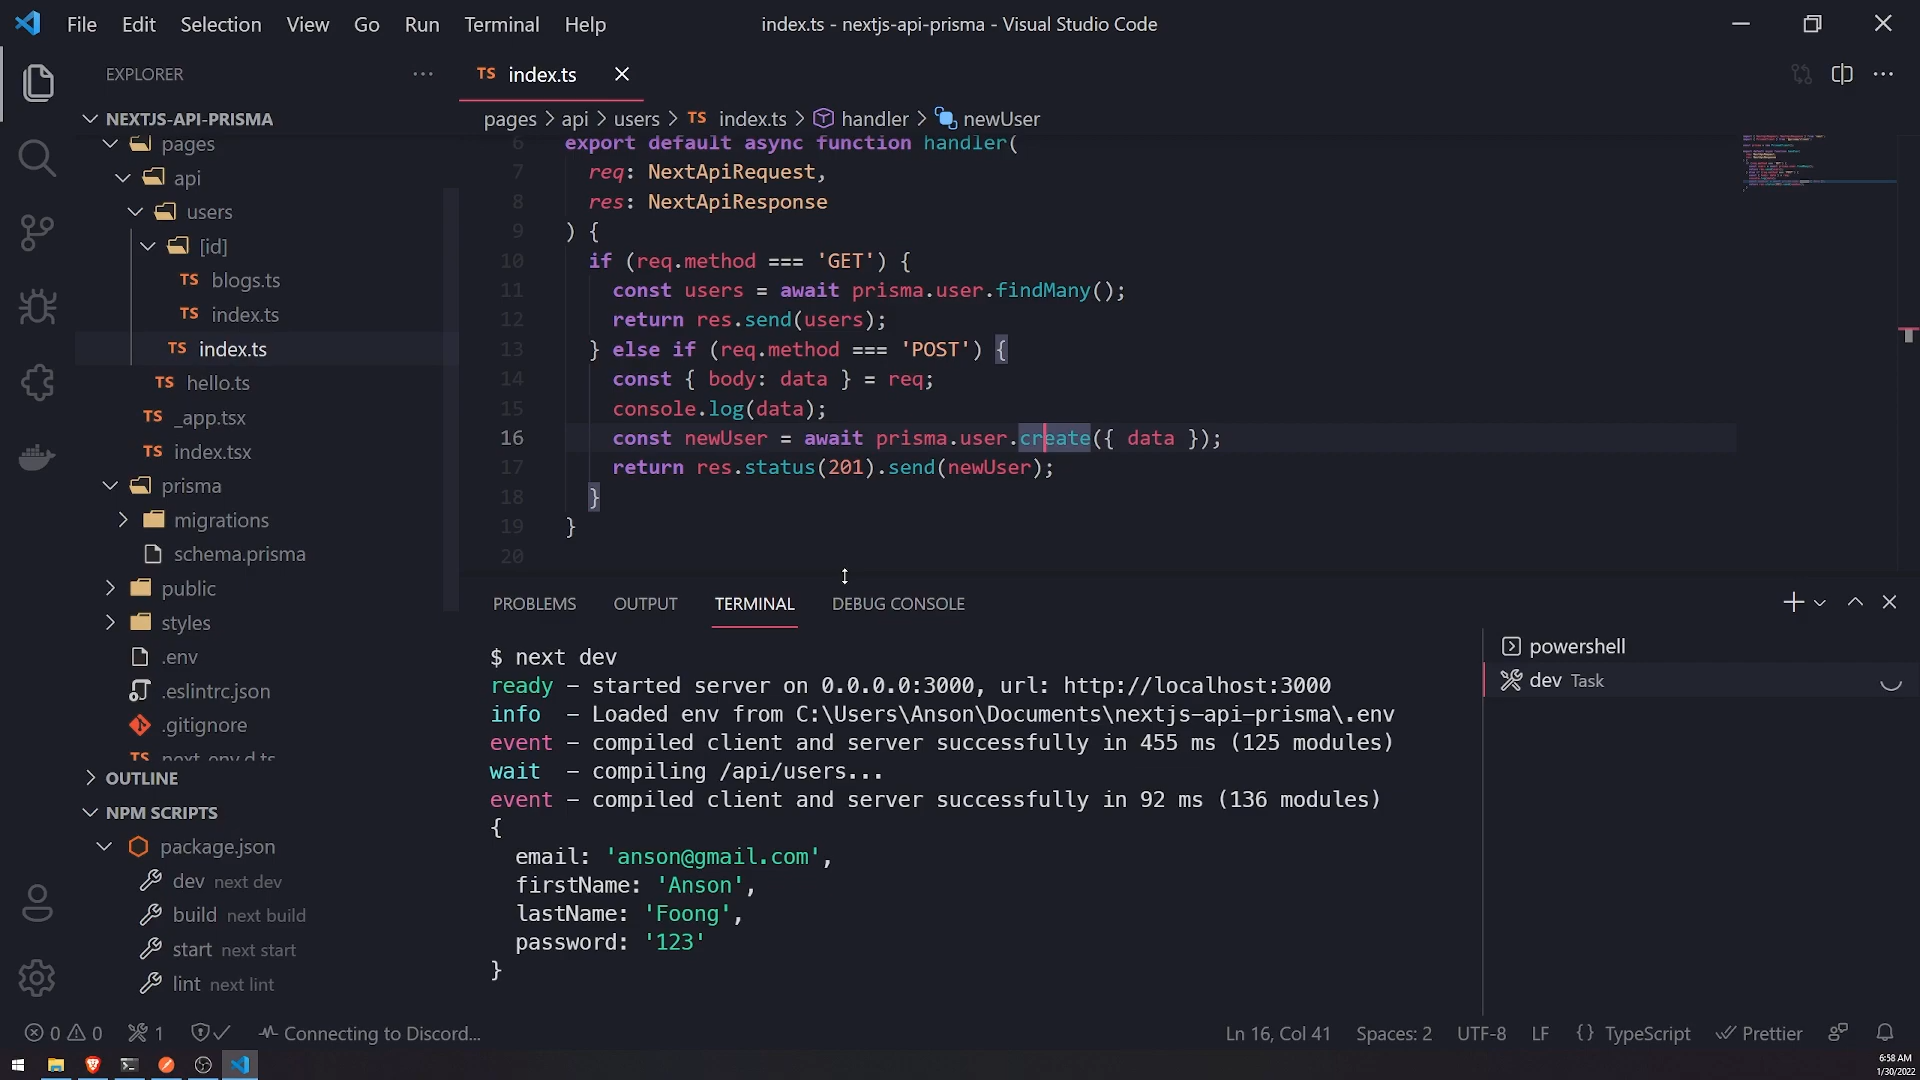 File Edit Selection View Go Run Terminal Help
index.ts - nextjs-api-prisma - Visual Studio Code
EXPLORER
NEXTJS-API-PRISMA
pages
api
users
[id]
TS blogs.ts
TS index.ts
TS index.ts
TS hello.ts
TS _app.tsx
TS index.tsx
prisma
migrations
schema.prisma
public
styles
.env
.eslintrc.json
.gitignore
TS next-env.d.ts
OUTLINE
NPM SCRIPTS
package.json
dev next dev
build next build
start next start
lint next lint
TS index.ts
pages > api > users > TS index.ts > handler > newUser
6 export default async function handler(
7 req: NextApiRequest,
8 res: NextApiResponse
9 ) {
10 if (req.method === 'GET') {
11 const users = await prisma.user.findMany();
12 return res.send(users);
13 } else if (req.method === 'POST') {
14 const { body: data } = req;
15 console.log(data);
16 const newUser = await prisma.user.create({ data });
17 return res.status(201).send(newUser);
18 }
19 }
20
PROBLEMS OUTPUT TERMINAL DEBUG CONSOLE
$ next dev
ready – started server on 0.0.0.0:3000, url: http://localhost:3000
info – Loaded env from C:\Users\Anson\Documents\nextjs-api-prisma\.env
event – compiled client and server successfully in 455 ms (125 modules)
wait – compiling /api/users...
event – compiled client and server successfully in 92 ms (136 modules)
{
email: 'anson@gmail.com',
firstName: 'Anson',
lastName: 'Foong',
password: '123'
}
powershell
dev Task
0 0 1 Connecting to Discord...
Ln 16, Col 41 Spaces: 2 UTF-8 LF {} TypeScript Prettier
6:58 AM
1/30/2022